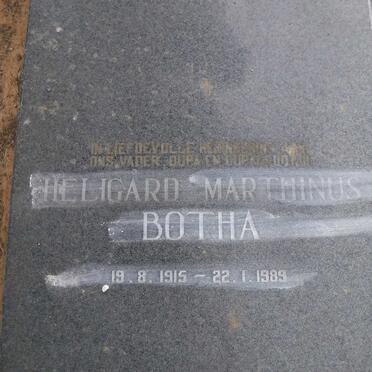 IN LIEFDEVOLLE HERINNERING AAN
ONS VADER OUPA EN
HELIGARD MARTHINUS
BOTHA
19.8.1915 – 22.1.1989